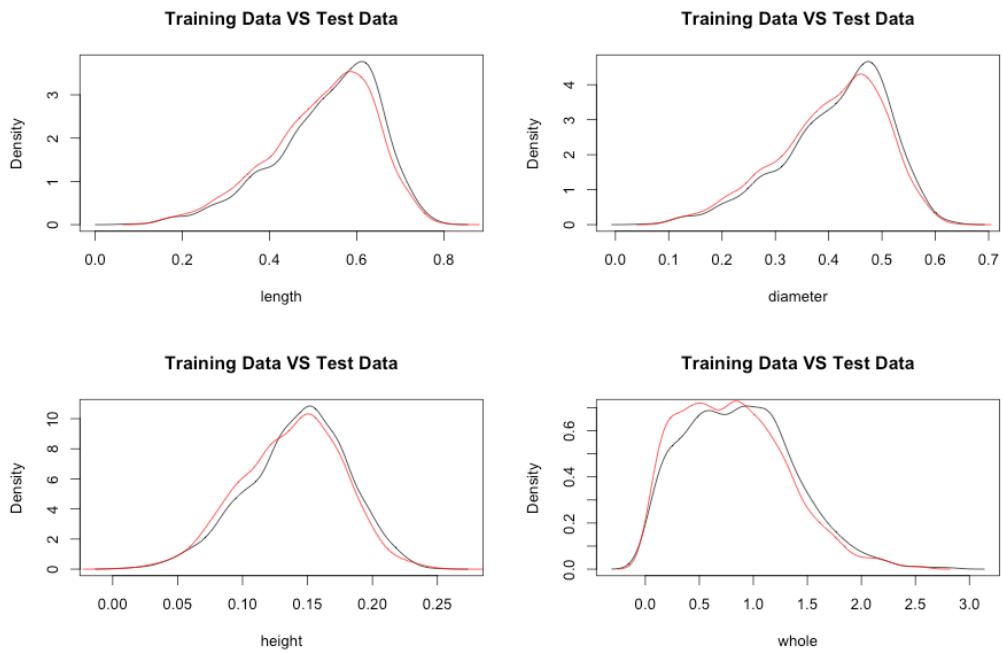 Training Data VS Test Data
Density
0 1 2 3
0.0 0.2 0.4 0.6 0.8
length
Training Data VS Test Data
Density
0 1 2 3 4
0.0 0.1 0.2 0.3 0.4 0.5 0.6 0.7
diameter
Training Data VS Test Data
Density
0 2 4 6 8 10
0.00 0.05 0.10 0.15 0.20 0.25
height
Training Data VS Test Data
Density
0.0 0.2 0.4 0.6
0.0 0.5 1.0 1.5 2.0 2.5 3.0
whole